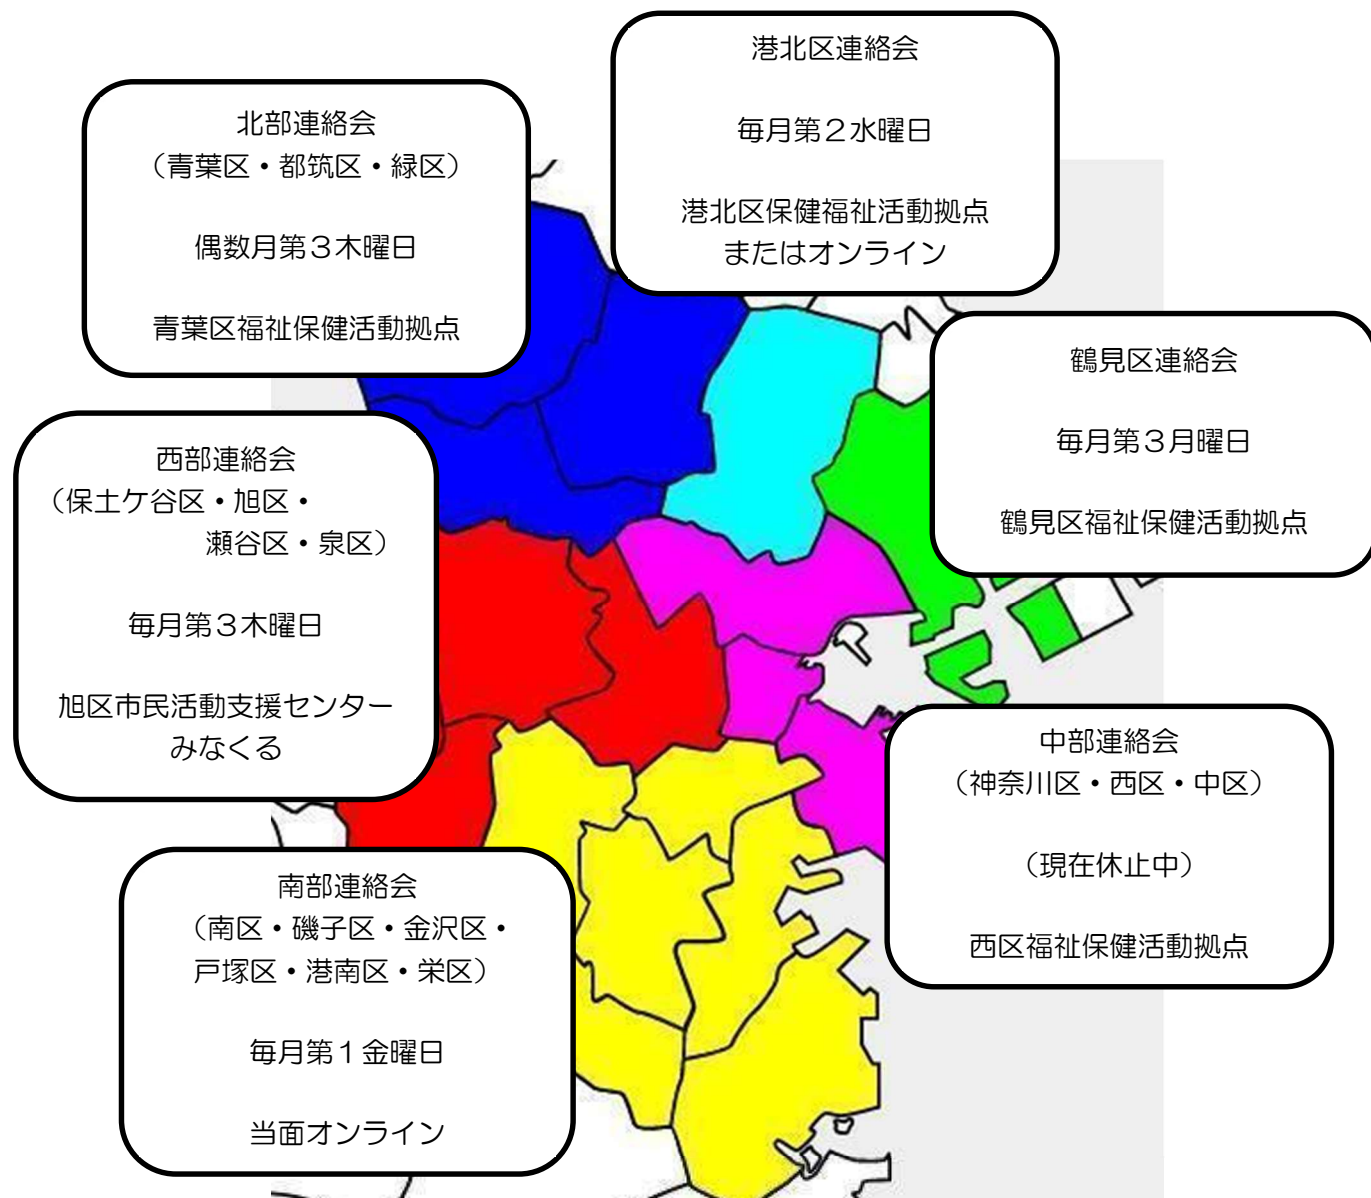 港北区連絡会
毎月第２水曜日
港北区保健福祉活動拠点
またはオンライン
北部連絡会
（青葉区・都筑区・緑区）
偶数月第３木曜日
青葉区福祉保健活動拠点
鶴見区連絡会
毎月第３月曜日
鶴見区福祉保健活動拠点
西部連絡会
（保土ケ谷区・旭区・
瀬谷区・泉区）
毎月第３木曜日
旭区市民活動支援センター
みなくる
中部連絡会
（神奈川区・西区・中区）
（現在休止中）
西区福祉保健活動拠点
南部連絡会
（南区・磯子区・金沢区・
戸塚区・港南区・栄区）
毎月第１金曜日
当面オンライン